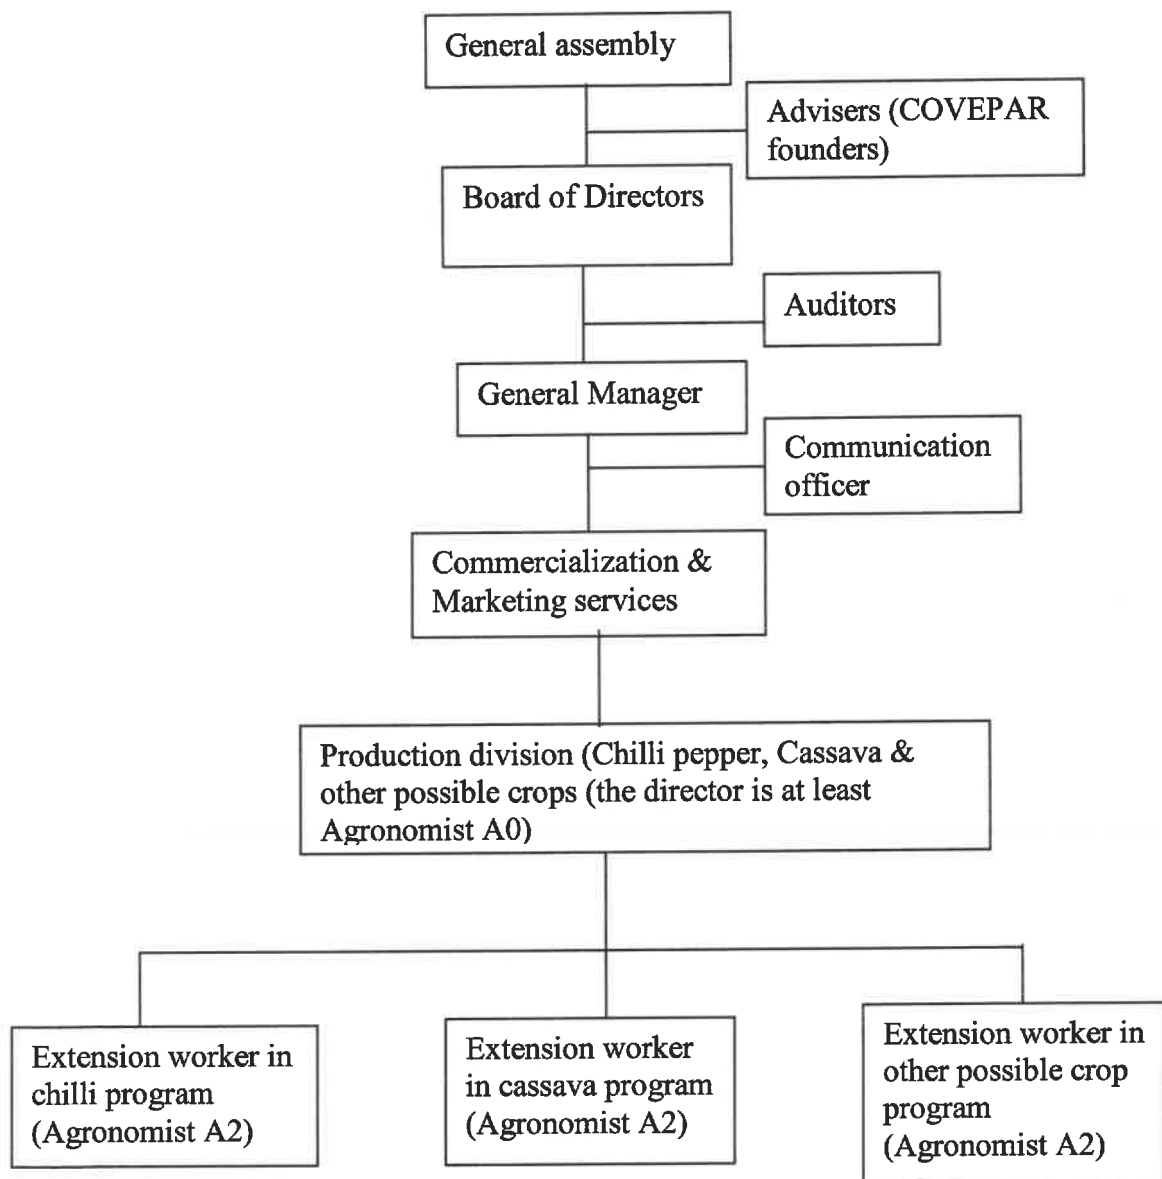 General assembly
Advisers (COVEPAR
founders)
Board of Directors
Auditors
General Manager
Communication
officer
Commercialization &
Marketing services
Production division (Chilli pepper, Cassava &
other possible crops (the director is at least
Agronomist A0)
Extension worker in
chilli program
(Agronomist A2)
Extension worker
in cassava program
(Agronomist A2)
Extension worker in
other possible crop
program
(Agronomist A2)